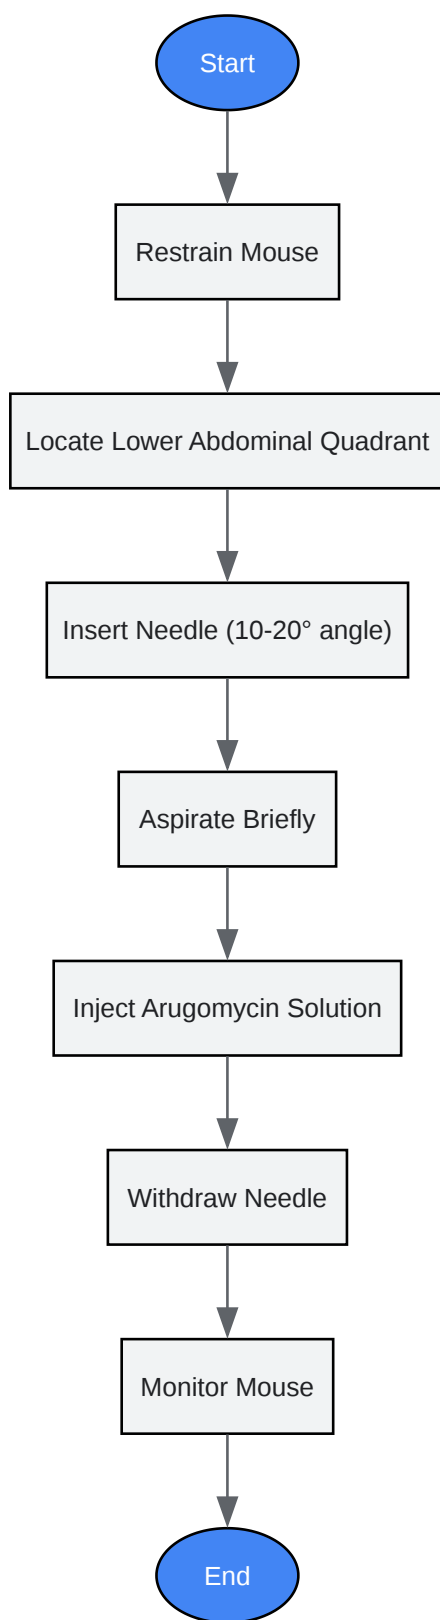 Start
Restrain Mouse
Locate Lower Abdominal Quadrant
Insert Needle (10-20° angle)
Aspirate Briefly
Inject Arugomycin Solution
Withdraw Needle
Monitor Mouse
End